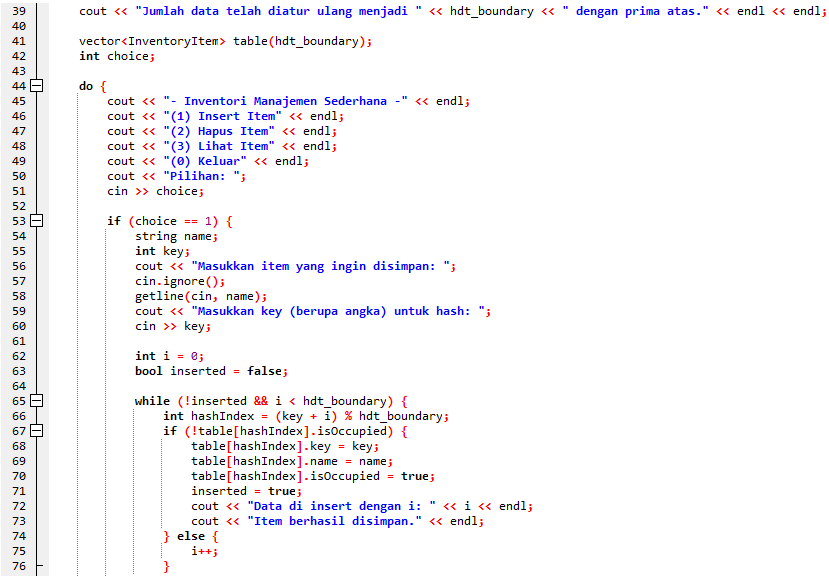 39 cout << "Jumlah data telah diatur ulang menjadi " << hdt_boundary << " dengan prima atas." << endl << endl;
40
41 vector<InventoryItem> table(hdt_boundary);
42 int choice;
43
44 do {
45 cout << "- Inventori Manajemen Sederhana -" << endl;
46 cout << "(1) Insert Item" << endl;
47 cout << "(2) Hapus Item" << endl;
48 cout << "(3) Lihat Item" << endl;
49 cout << "(0) Keluar" << endl;
50 cout << "Pilihan: ";
51 cin >> choice;
52
53 if (choice == 1) {
54 string name;
55 int key;
56 cout << "Masukkan item yang ingin disimpan: ";
57 cin.ignore();
58 getline(cin, name);
59 cout << "Masukkan key (berupa angka) untuk hash: ";
60 cin >> key;
61
62 int i = 0;
63 bool inserted = false;
64
65 while (!inserted && i < hdt_boundary) {
66 int hashIndex = (key + i) % hdt_boundary;
67 if (!table[hashIndex].isOccupied) {
68 table[hashIndex].key = key;
69 table[hashIndex].name = name;
70 table[hashIndex].isOccupied = true;
71 inserted = true;
72 cout << "Data di insert dengan i: " << i << endl;
73 cout << "Item berhasil disimpan." << endl;
74 } else {
75 i++;
76 }